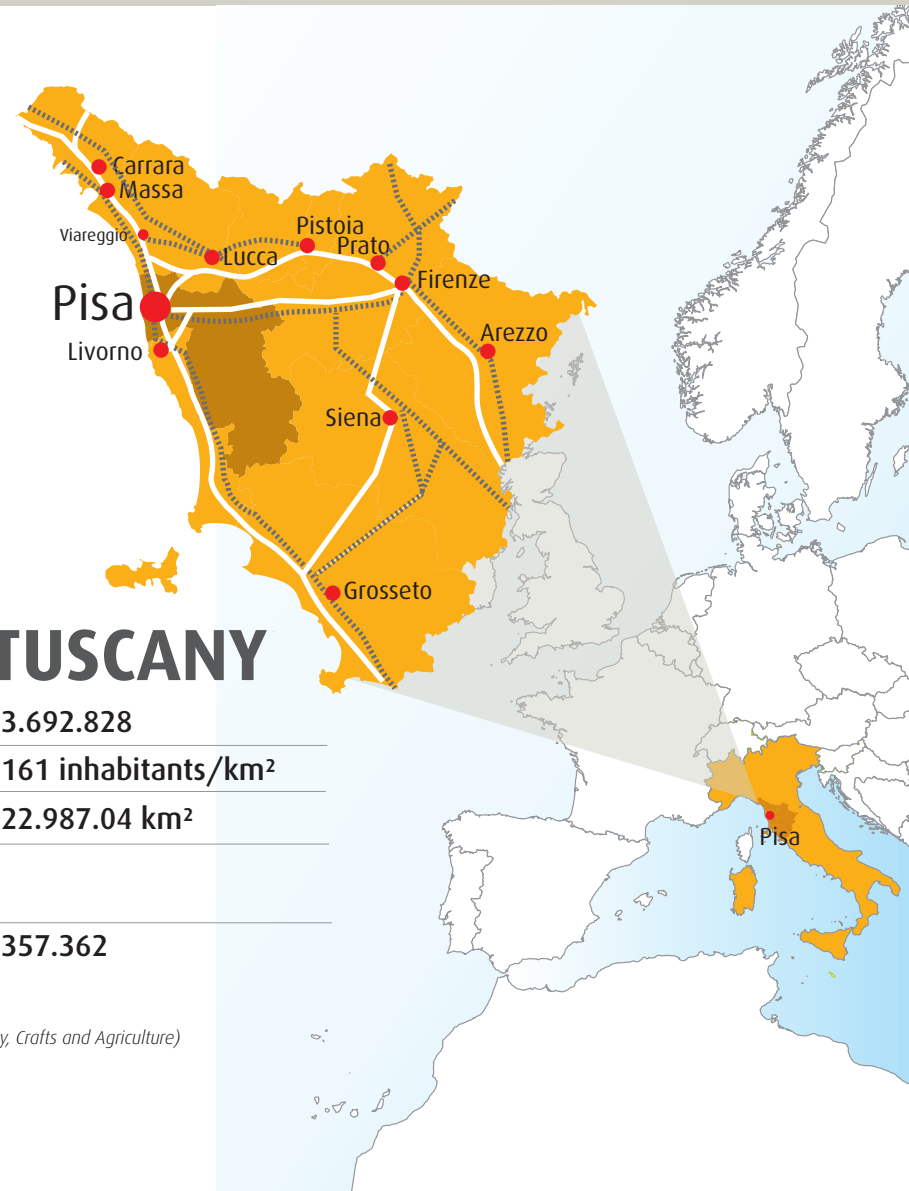 Carrara
Massa
Viareggio
Pistoia
Prato
Lucca
Firenze
Pisa
Arezzo
Livorno
Siena
Grosseto
TUSCANY
3.692.828
161 inhabitants/km²
22.987.04 km²
Pisa
357.362
y, Crafts and Agriculture)